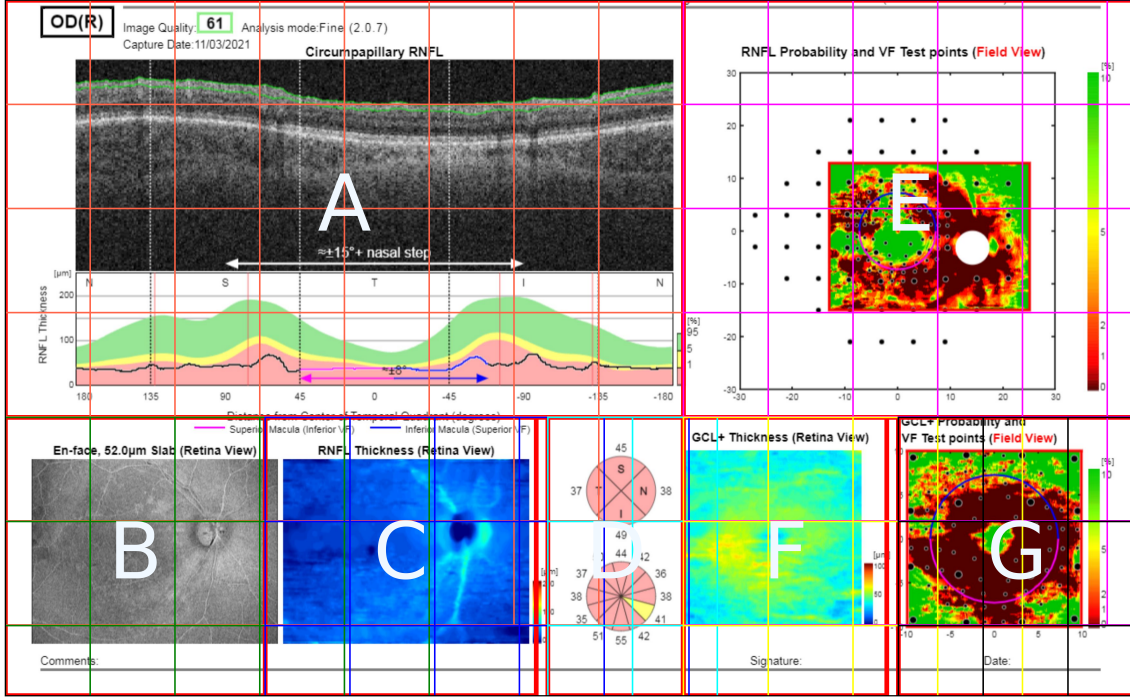 OD(R)
Image Quality: 61 Analysis mode:Fine (2.0.7)
Capture Date:11/03/2021
Circumpapillary RNFL
A
≈±15°+ nasal step
[μm]
N S T I N
200
100
0
RNFL Thickness
≈±8°
[%]
95
5
1
180 135 90 45 0 -45 -90 -135 -180
Distance from Center of Temporal Quadrant (degrees)
Superior Macula (Inferior VF) Inferior Macula (Superior VF)
RNFL Probability and VF Test points (Field View)
30
20
10
0
-10
-20
-30
-30 -20 -10 0 10 20 30
E
[%]
10
5
2
1
0
En-face, 52.0μm Slab (Retina View)
B
RNFL Thickness (Retina View)
C
[μm]
45
S
37 T N 38
I
49
D
44 42
37 36
38 38
35 41
51 55 42
GCL+ Thickness (Retina View)
F
[μm]
100
50
0
GCL+ Probability and
VF Test points (Field View)
G
-10 -5 0 5 10
[%]
10
5
2
1
0
Comments:
Signature:
Date: